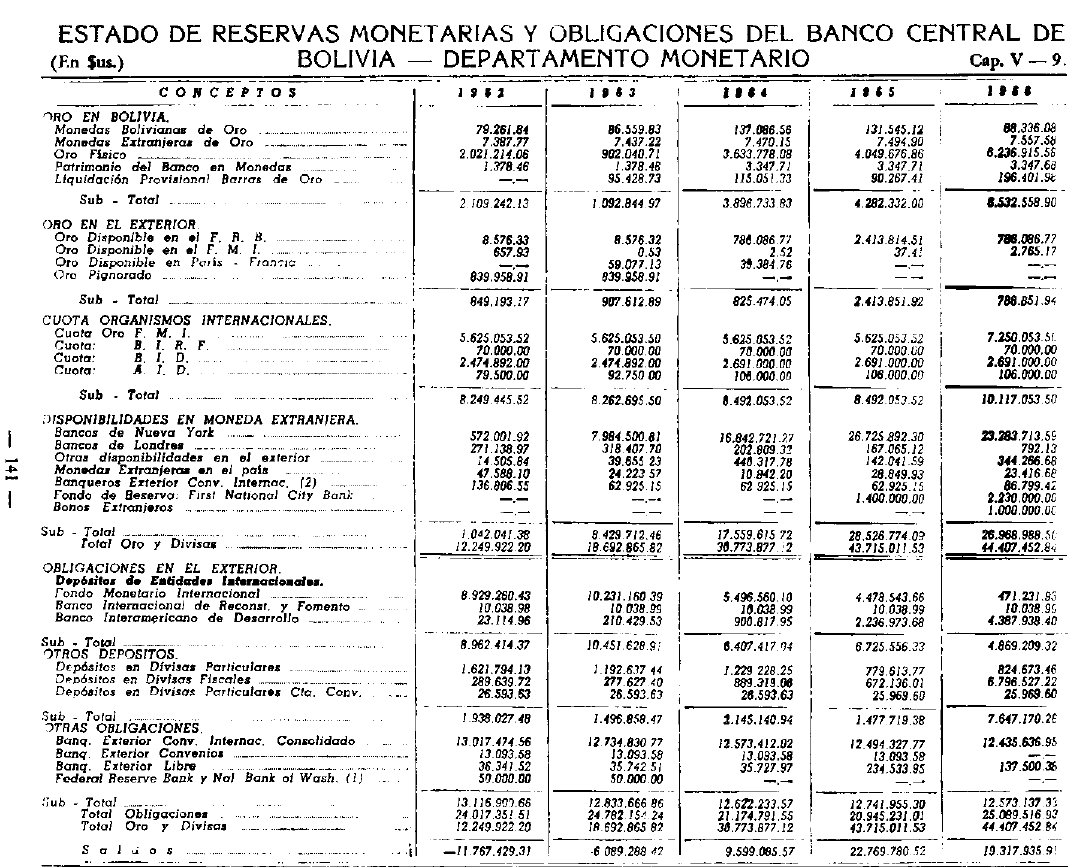 ESTADO DE RESERVAS MONETARIAS Y OBLIGACIONES DEL BANCO CENTRAL DE
(En $us.) BOLIVIA — DEPARTAMENTO MONETARIO Cap. V — 9.
CONCEPTOS 1962 1963 1964 1965 1966
ORO EN BOLIVIA.
Monedas Bolivianas de Oro 79.261.84 86.559.83 137.086.56 131.545.12 88.336.08
Monedas Extranjeras de Oro 7.387.77 7.437.22 7.470.15 7.494.90 7.557.58
Oro Físico 2.021.214.06 902.040.71 3.633.778.08 4.049.676.86 6.236.915.55
Patrimonio del Banco en Monedas 1.378.46 1.378.46 3.347.71 3.347.71 3.347.68
Liquidación Provisional Barras de Oro —.— 95.428.73 115.051.33 90.267.41 196.401.96
Sub - Total 2.109.242.13 1.092.844.97 3.896.733.83 4.282.332.00 6.532.558.90
ORO EN EL EXTERIOR.
Oro Disponible en el F. R. B. 8.576.33 8.576.32 786.086.77 2.413.814.51 786.086.77
Oro Disponible en el F. M. I. 657.93 0.53 2.52 37.41 2.765.17
Oro Disponible en París - Francia —.— 59.077.13 39.384.76 —.— —.—
Oro Pignorado 839.958.91 839.958.91 —.— —.— —.—
Sub - Total 849.193.17 907.612.89 825.474.05 2.413.851.92 788.851.94
CUOTA ORGANISMOS INTERNACIONALES.
Cuota Oro F. M. I. 5.625.053.52 5.625.053.50 5.625.053.52 5.625.053.52 7.250.053.50
Cuota: B. I. R. F. 70.000.00 70.000.00 70.000.00 70.000.00 70.000.00
Cuota: B. I. D. 2.474.892.00 2.474.892.00 2.691.000.00 2.691.000.00 2.691.000.00
Cuota: A. I. D. 79.500.00 92.750 00 106.000.00 106.000.00 106.000.00
Sub - Total 8.249.445.52 8.262.695.50 8.492.053.52 8.492.053.52 10.117.053.50
DISPONIBILIDADES EN MONEDA EXTRANJERA.
Bancos de Nueva York 572.001.92 7.984.500.81 16.842.721.27 26.725.892.30 23.283.713.59
Bancos de Londres 271.138.97 318.407.70 202.809.32 167.065.12 792.13
Otras disponibilidades en el exterior 14.505.84 39.655 23 440.317.78 142.041.59 344.266.68
Monedas Extranjeras en el país 47.588.10 24.223 57 10.842.20 28.849.93 23.416.68
Banqueros Exterior Conv. Internac. (2) 136.806.55 62.925 15 62 925.15 62.925.15 86.799.42
Fondo de Reserva: First National City Bank —.— —.— —.— 1.400.000.00 2.230.000.00
Bonos Extranjeros —.— —.— —.— —.— 1.000.000.00
Sub - Total 1.042.041.38 8.429.712.46 17.559.615.72 28.526.774.09 26.968.988.50
Total Oro y Divisas 12.249.922.20 18.692.865.82 30.773.877.12 43.715.011.53 44.407.452.84
OBLIGACIONES EN EL EXTERIOR.
Depósitos de Entidades Internacionales.
Fondo Monetario Internacional 8.929.260.43 10.231.160 39 5.496.560.10 4.478.543.66 471.231.93
Banco Internacional de Reconst. y Fomento 10.038.98 10 038.99 10.038.99 10.038.99 10.038.99
Banco Interamericano de Desarrollo 23.114.96 210.429.53 900.817.95 2.236.973.68 4.387.938.40
Sub - Total 8.962.414.37 10.451.628.91 6.407.417.04 6.725.556.33 4.869.209.32
OTROS DEPOSITOS.
Depósitos en Divisas Particulares 1.621.794.13 1.192.637 44 1.229 228.25 779.613.77 824.673.46
Depósitos en Divisas Fiscales 289.639.72 277.627 40 889.319.06 672.136.01 6.796.527.22
Depósitos en Divisas Particulares Cta. Conv. 26.593.63 26.593.63 26.593.63 25.969.60 25.969.60
Sub - Total 1.938.027.48 1.496.858.47 2.145.140.94 1.477 719.38 7.647.170.28
OTRAS OBLIGACIONES.
Banq. Exterior Conv. Internac. Consolidado 13.017.474.56 12.734.830 77 12.573.412.02 12.494.327.77 12.435.636.95
Banq. Exterior Convenios 13.093.58 13.093.58 13.093.58 13 093.58 —.—
Banq. Exterior Libre 36.341.52 35.742 51 35.727.97 234.533.95 137.500 38
Federal Reserve Bank y Nal Bank of Wash. (1) 50.000.00 50.000 00 —.— —.— —.—
Sub - Total 13.116.909.66 12.833.666 86 12.622.233.57 12.741.955.30 12.573 137 33
Total Obligaciones 24 017.351 51 24.782.154 24 21.174.791.55 20.945.231.01 25.089.516 93
Total Oro y Divisas 12.249.922.20 18.692.865 82 30.773.877.12 43.715.011.53 44.407.452.84
Saldos —11 767.429.31 -6 089.288 42 9.599.085.57 22.769.780 52 19.317.935.91
— 141 —